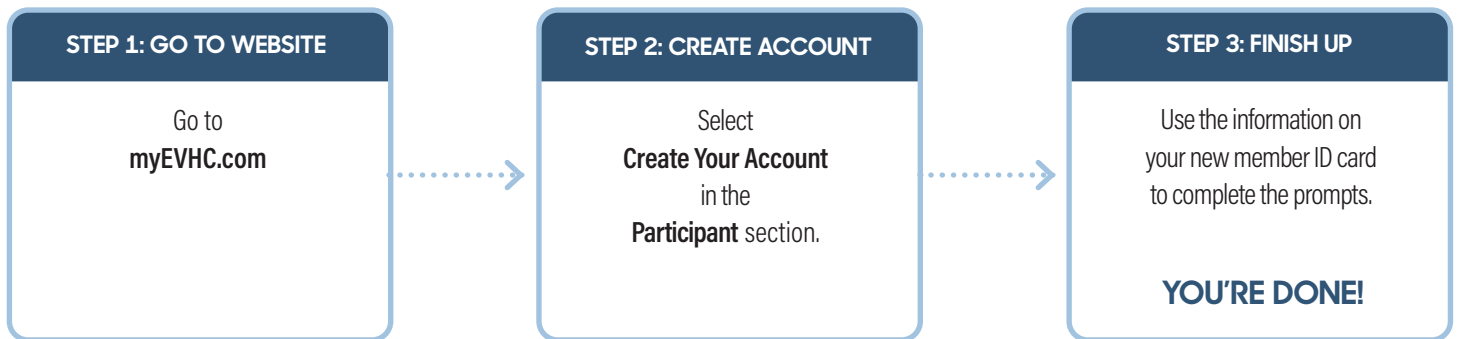 STEP 1: GO TO WEBSITE
Go to
myEVHC.com
STEP 2: CREATE ACCOUNT
Select
Create Your Account
in the
Participant section.
STEP 3: FINISH UP
Use the information on
your new member ID card
to complete the prompts.
YOU'RE DONE!